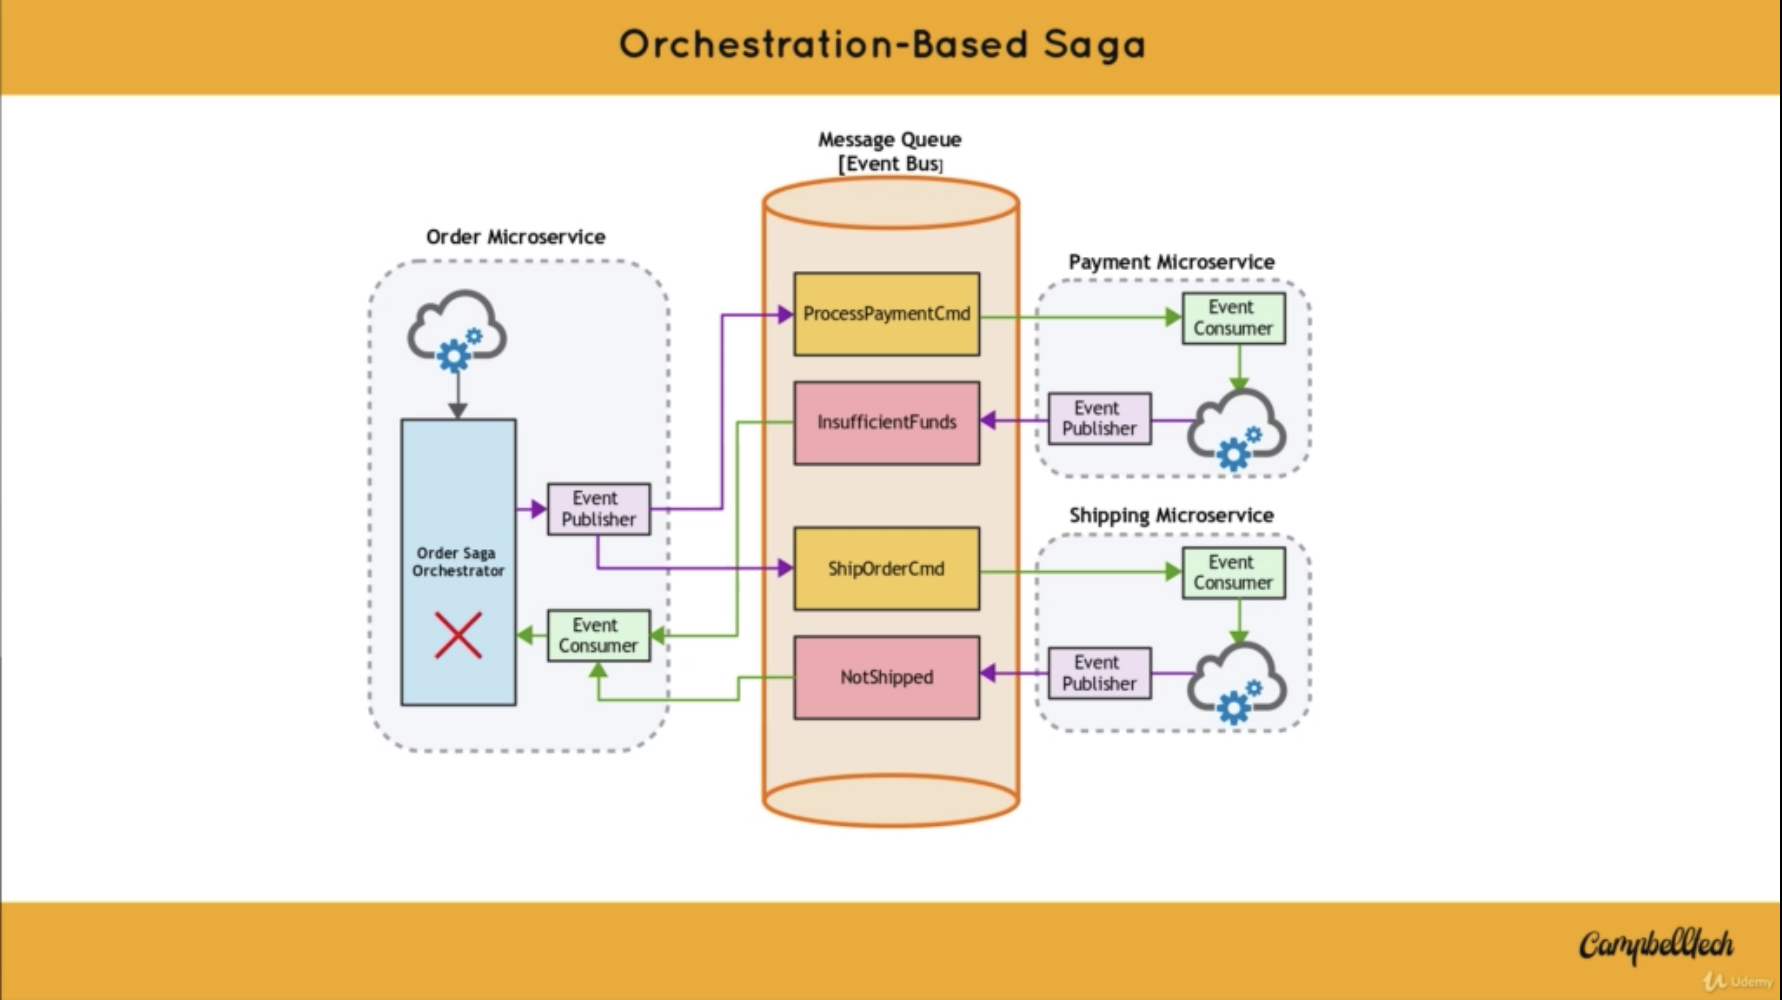 Orchestration-Based Saga
Message Queue
[Event Bus]
Order Microservice
Order Saga
Orchestrator
Event
Publisher
Event
Consumer
ProcessPaymentCmd
InsufficientFunds
ShipOrderCmd
NotShipped
Payment Microservice
Event
Consumer
Event
Publisher
Shipping Microservice
Event
Consumer
Event
Publisher
Campbelltech
Udemy